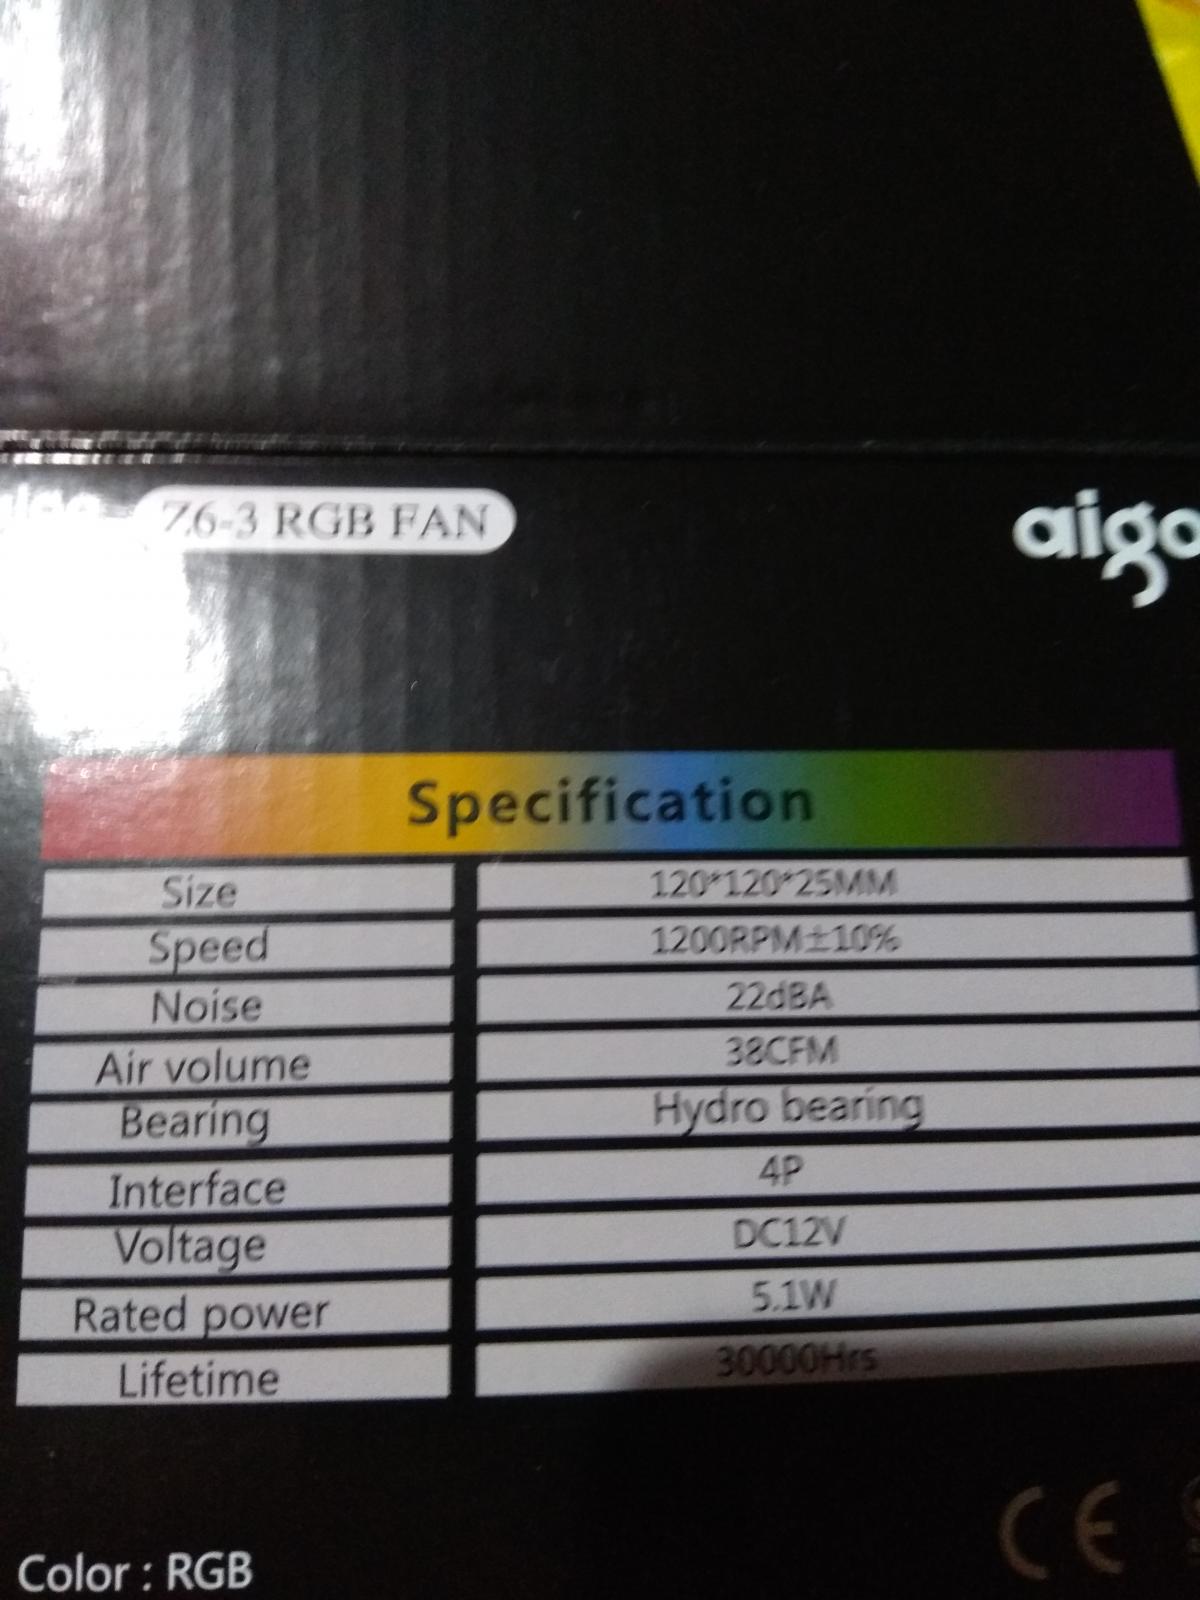 Z6-3 RGB FAN
aigo
Specification
Size 120*120*25MM
Speed 1200RPM±10%
Noise 22dBA
Air volume 38CFM
Bearing Hydro bearing
Interface 4P
Voltage DC12V
Rated power 5.1W
Lifetime 30000Hrs
CE
Color : RGB